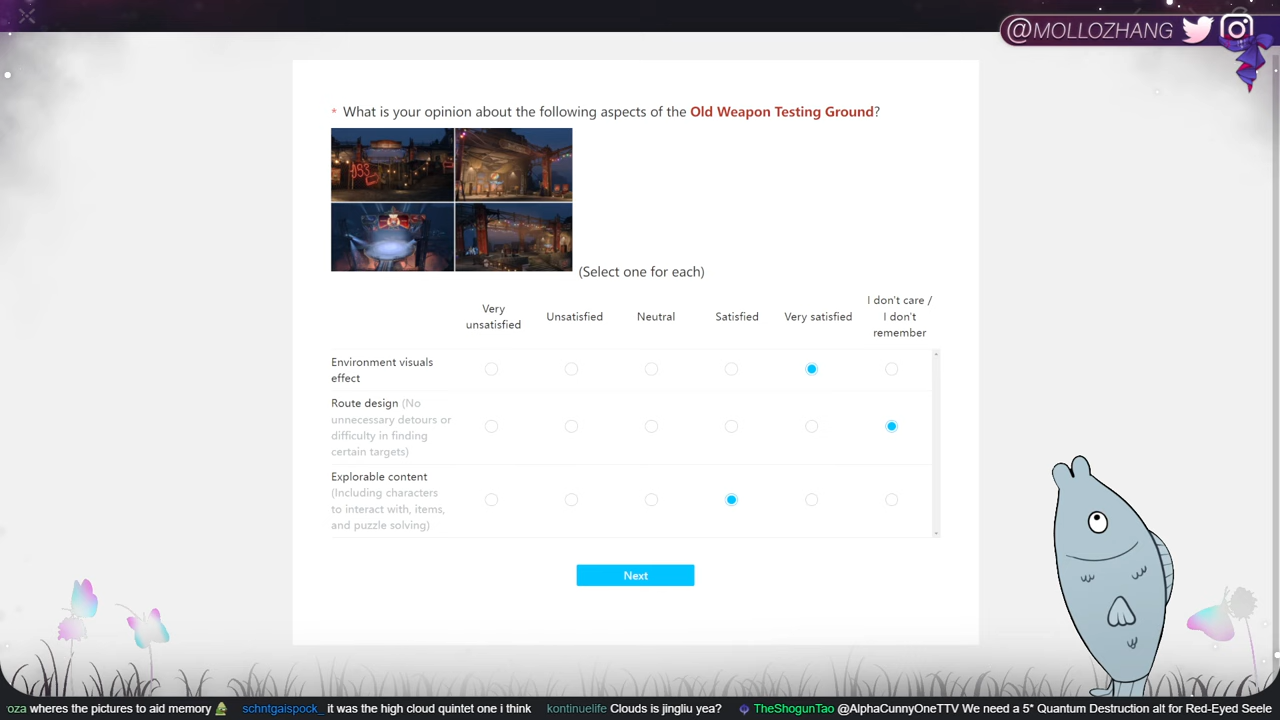 @MOLLOZHANG
* What is your opinion about the following aspects of the Old Weapon Testing Ground?
(Select one for each)
Very unsatisfied
Unsatisfied
Neutral
Satisfied
Very satisfied
I don't care /
I don't
remember
Environment visuals
effect
Route design (No
unnecessary detours or
difficulty in finding
certain targets)
Explorable content
(Including characters
to interact with, items,
and puzzle solving)
Next
oza wheres the pictures to aid memory schntgaispock_ it was the high cloud quintet one i think kontinuelife Clouds is jingliu yea? TheShogunTao @AlphaCunnyOneTTV We need a 5* Quantum Destruction alt for Red-Eyed Seele